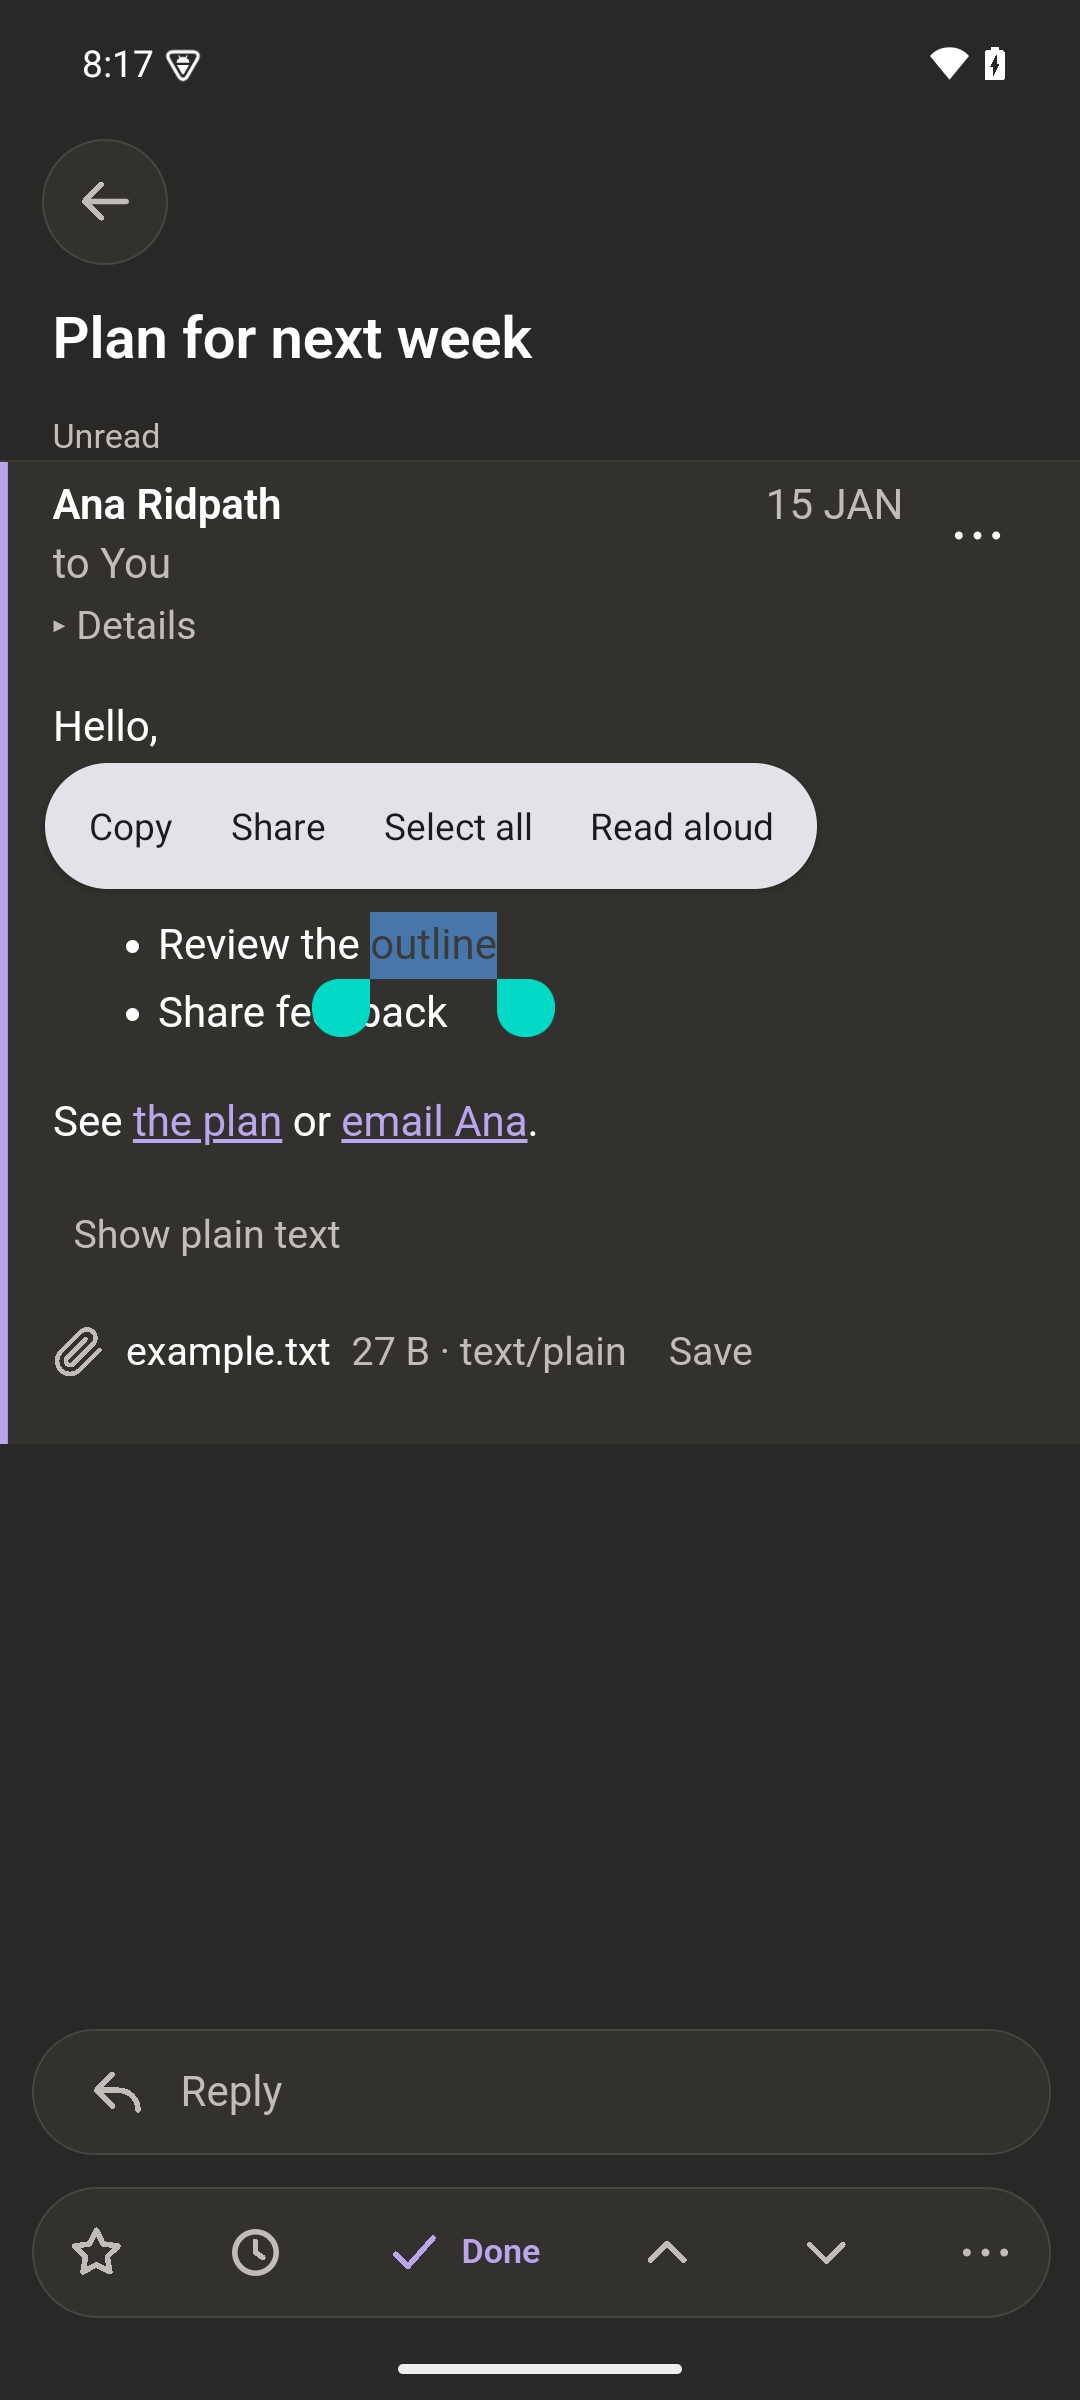 8:17
Plan for next week
Unread
Ana Ridpath 15 JAN
to You
▸ Details
Hello,
Copy Share Select all Read aloud
• Review the outline
• Share fe back
See the plan or email Ana.
Show plain text
example.txt 27 B · text/plain Save
Reply
Done